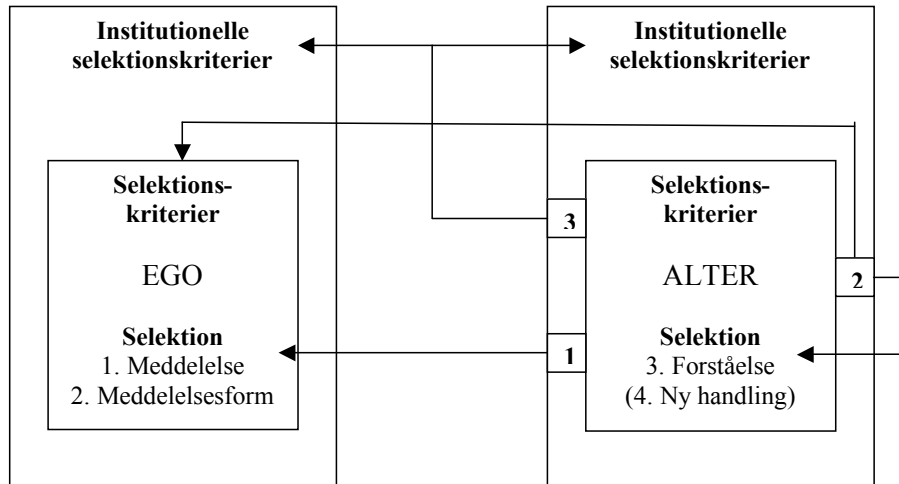 Institutionelle
selektionskriterier
Institutionelle
selektionskriterier
Selektions-
kriterier
EGO
Selektion
1. Meddelelse
2. Meddelelsesform
3
1
Selektions-
kriterier
ALTER
2
Selektion
3. Forståelse
(4. Ny handling)